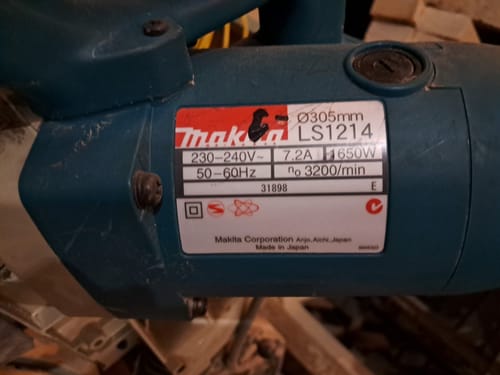 Ø305mm
makita LS1214
230-240V~ 7.2A 1650W
50-60Hz n₀ 3200/min
31898 E
Makita Corporation Anjo, Aichi, Japan
Made in Japan